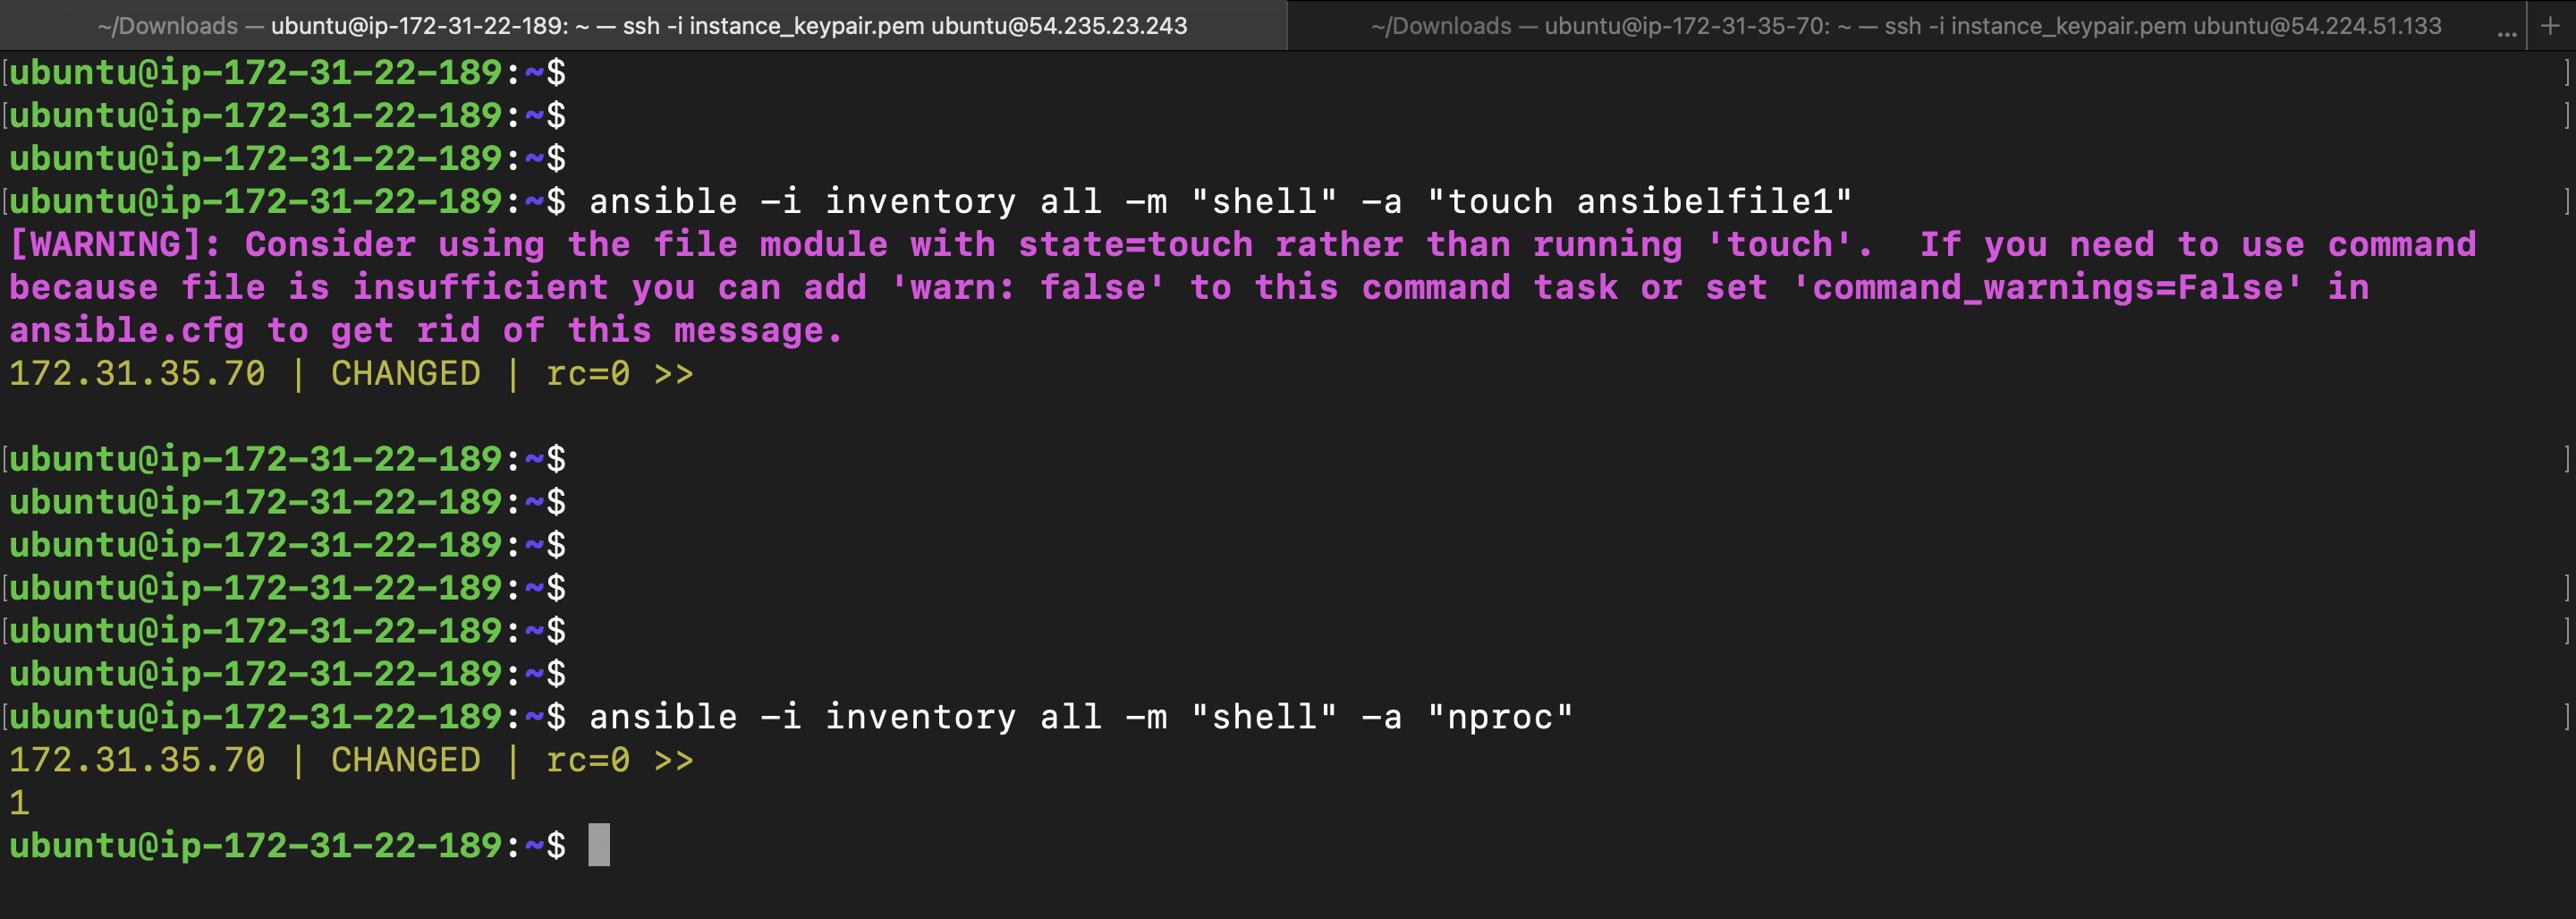 ~/Downloads — ubuntu@ip-172-31-22-189: ~ — ssh -i instance_keypair.pem ubuntu@54.235.23.243
~/Downloads — ubuntu@ip-172-31-35-70: ~ — ssh -i instance_keypair.pem ubuntu@54.224.51.133 ... +
[ubuntu@ip-172-31-22-189:~$ ]
[ubuntu@ip-172-31-22-189:~$ ]
ubuntu@ip-172-31-22-189:~$
[ubuntu@ip-172-31-22-189:~$ ansible -i inventory all -m "shell" -a "touch ansibelfile1" ]
[WARNING]: Consider using the file module with state=touch rather than running 'touch'.  If you need to use command
because file is insufficient you can add 'warn: false' to this command task or set 'command_warnings=False' in
ansible.cfg to get rid of this message.
172.31.35.70 | CHANGED | rc=0 >>
[ubuntu@ip-172-31-22-189:~$ ]
ubuntu@ip-172-31-22-189:~$
ubuntu@ip-172-31-22-189:~$
[ubuntu@ip-172-31-22-189:~$ ]
[ubuntu@ip-172-31-22-189:~$ ]
ubuntu@ip-172-31-22-189:~$
[ubuntu@ip-172-31-22-189:~$ ansible -i inventory all -m "shell" -a "nproc" ]
172.31.35.70 | CHANGED | rc=0 >>
1
ubuntu@ip-172-31-22-189:~$